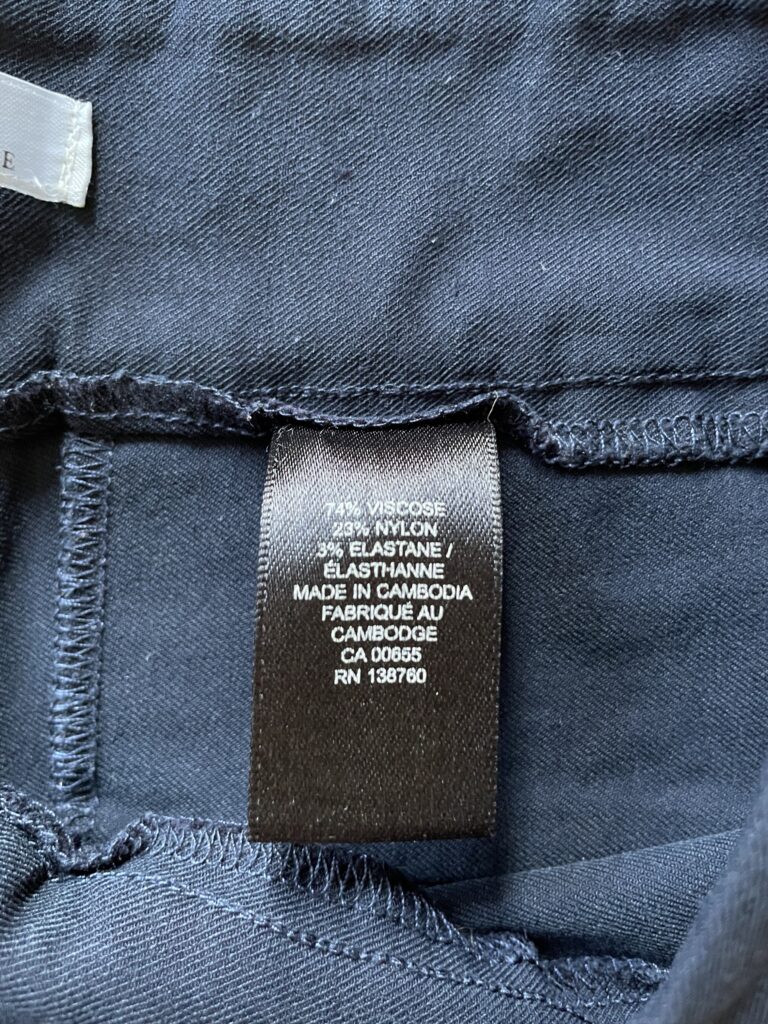 E
74% VISCOSE
23% NYLON
3% ELASTANE /
ÉLASTHANNE
MADE IN CAMBODIA
FABRIQUÉ AU
CAMBODGE
CA 00655
RN 138760